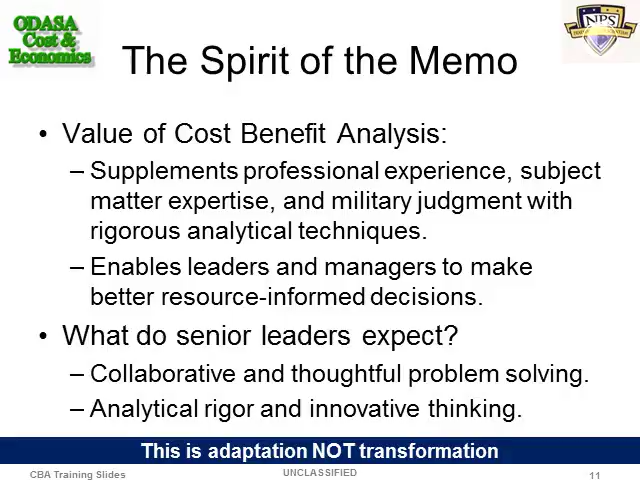 ODASA
Cost &
Economics
NPS
The Spirit of the Memo
• Value of Cost Benefit Analysis:
– Supplements professional experience, subject
matter expertise, and military judgment with
rigorous analytical techniques.
– Enables leaders and managers to make
better resource-informed decisions.
• What do senior leaders expect?
– Collaborative and thoughtful problem solving.
– Analytical rigor and innovative thinking.
This is adaptation NOT transformation
CBA Training Slides
UNCLASSIFIED
11